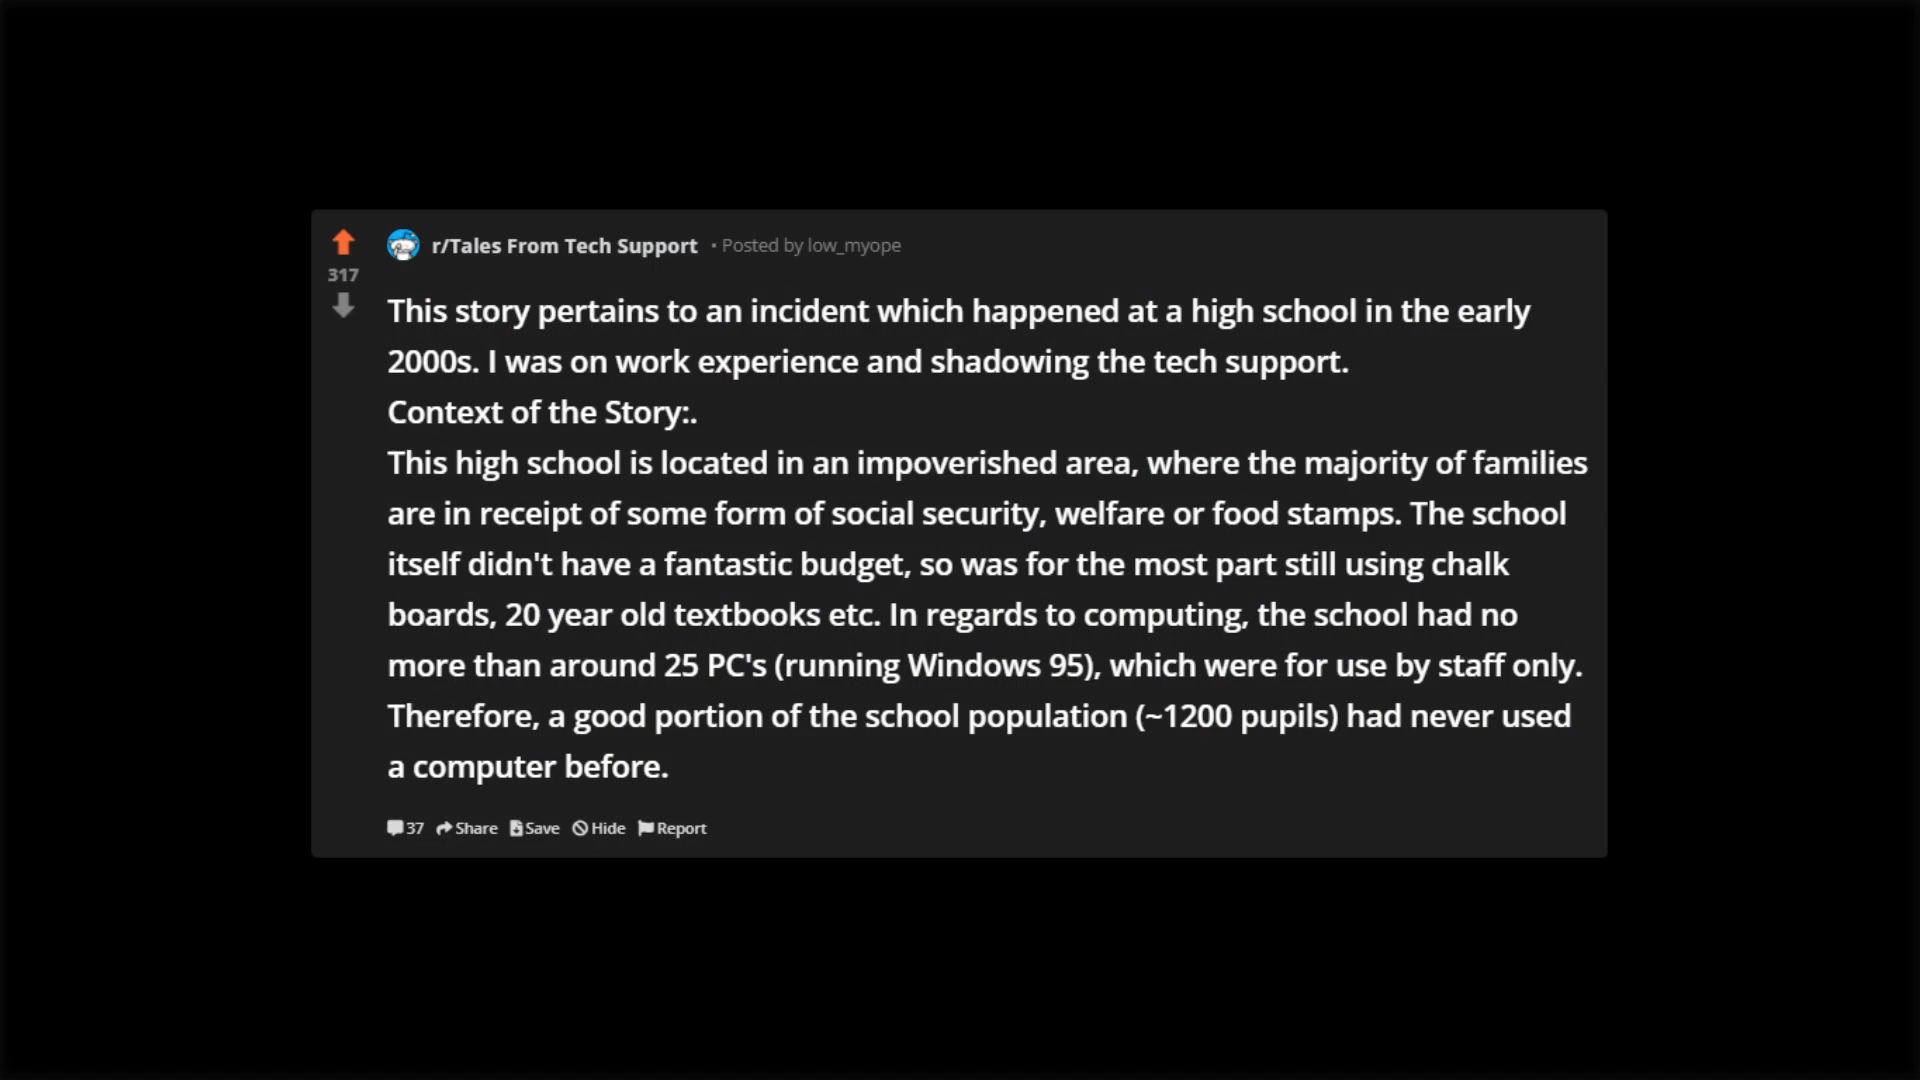 r/Tales From Tech Support • Posted by low_myope
317
This story pertains to an incident which happened at a high school in the early
2000s. I was on work experience and shadowing the tech support.
Context of the Story:.
This high school is located in an impoverished area, where the majority of families
are in receipt of some form of social security, welfare or food stamps. The school
itself didn't have a fantastic budget, so was for the most part still using chalk
boards, 20 year old textbooks etc. In regards to computing, the school had no
more than around 25 PC's (running Windows 95), which were for use by staff only.
Therefore, a good portion of the school population (~1200 pupils) had never used
a computer before.
37 Share Save Hide Report